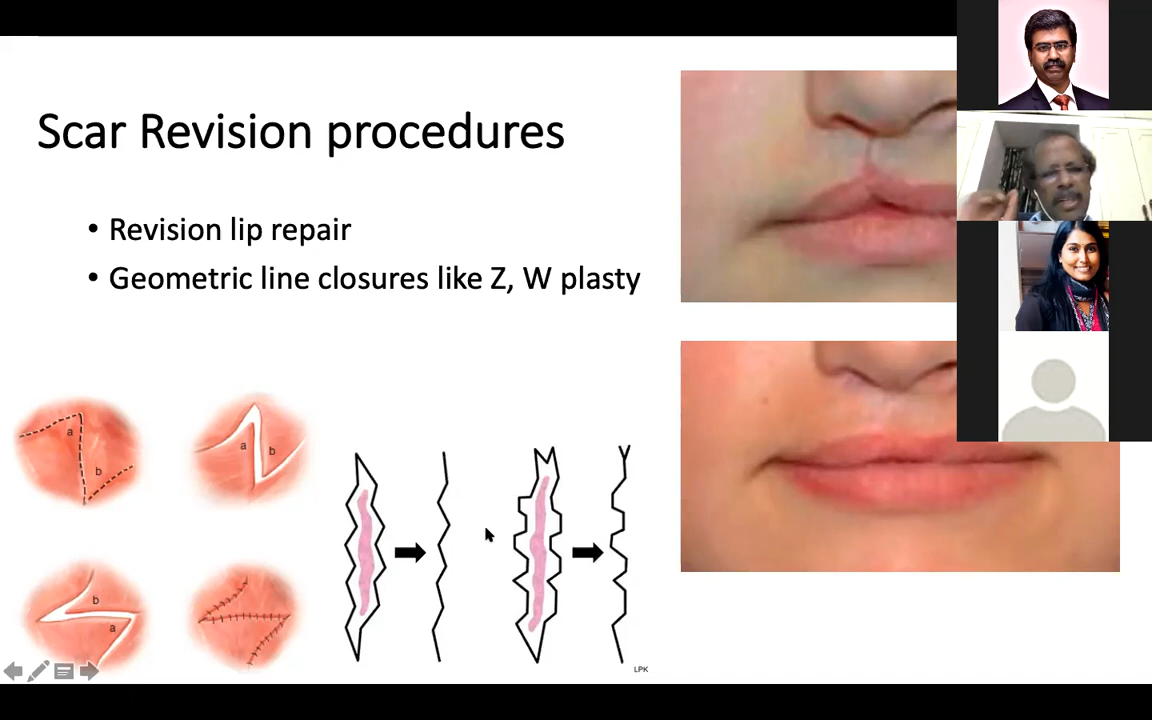 Scar Revision procedures
• Revision lip repair
• Geometric line closures like Z, W plasty
a
b
a
b
b
a
LPK